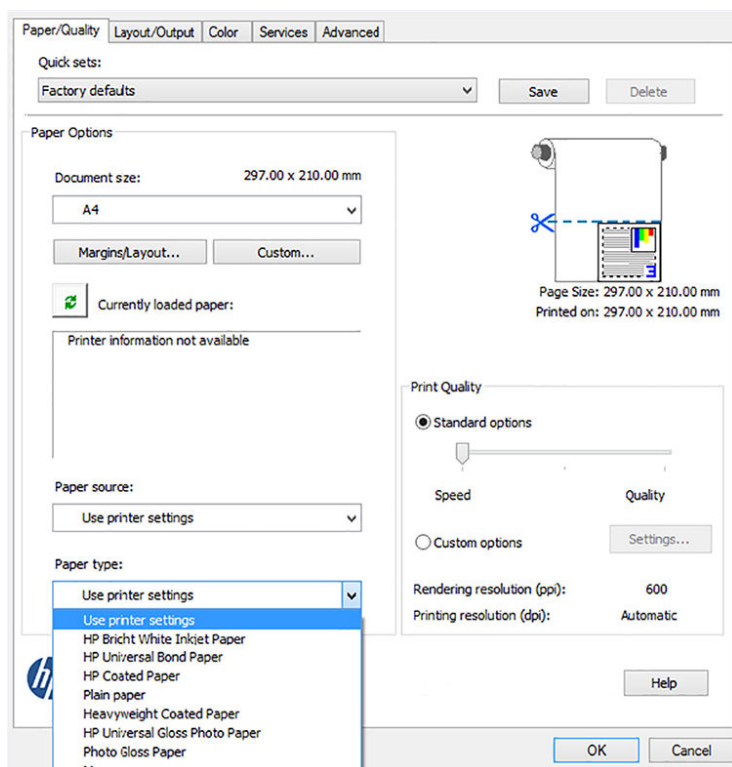 Paper/Quality Layout/Output Color Services Advanced
Quick sets:
Factory defaults
Save
Delete
Paper Options
Document size: 297.00 x 210.00 mm
A4
Margins/Layout...
Custom...
Currently loaded paper:
Printer information not available
Paper source:
Use printer settings
Paper type:
Use printer settings
Use printer settings
HP Bricht White Inkjet Paper
HP Universal Bond Paper
HP Coated Paper
Plain paper
Heavyweight Coated Paper
HP Universal Gloss Photo Paper
Photo Gloss Paper
hp
E
Page Size: 297.00 x 210.00 mm
Printed on: 297.00 x 210.00 mm
Print Quality
Standard options
Speed Quality
Custom options
Settings...
Rendering resolution (ppi): 600
Printing resolution (dpi): Automatic
Help
OK
Cancel